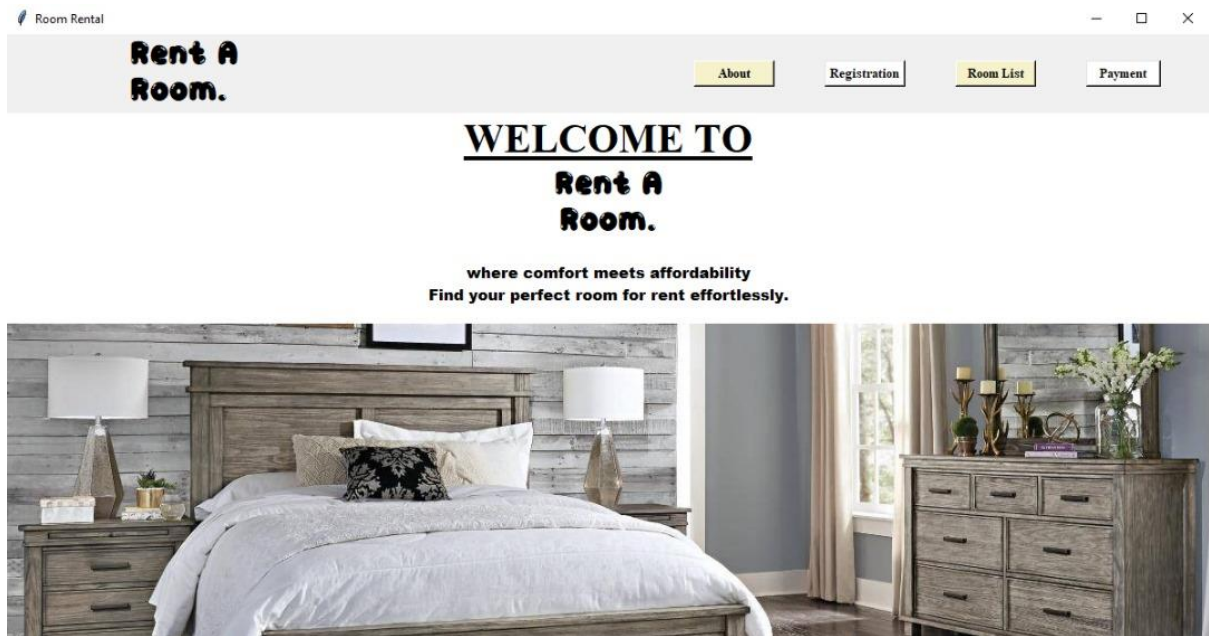 Room Rental
Rent A
Room.
About
Registration
Room List
Payment
WELCOME TO
Rent A
Room.
where comfort meets affordability
Find your perfect room for rent effortlessly.